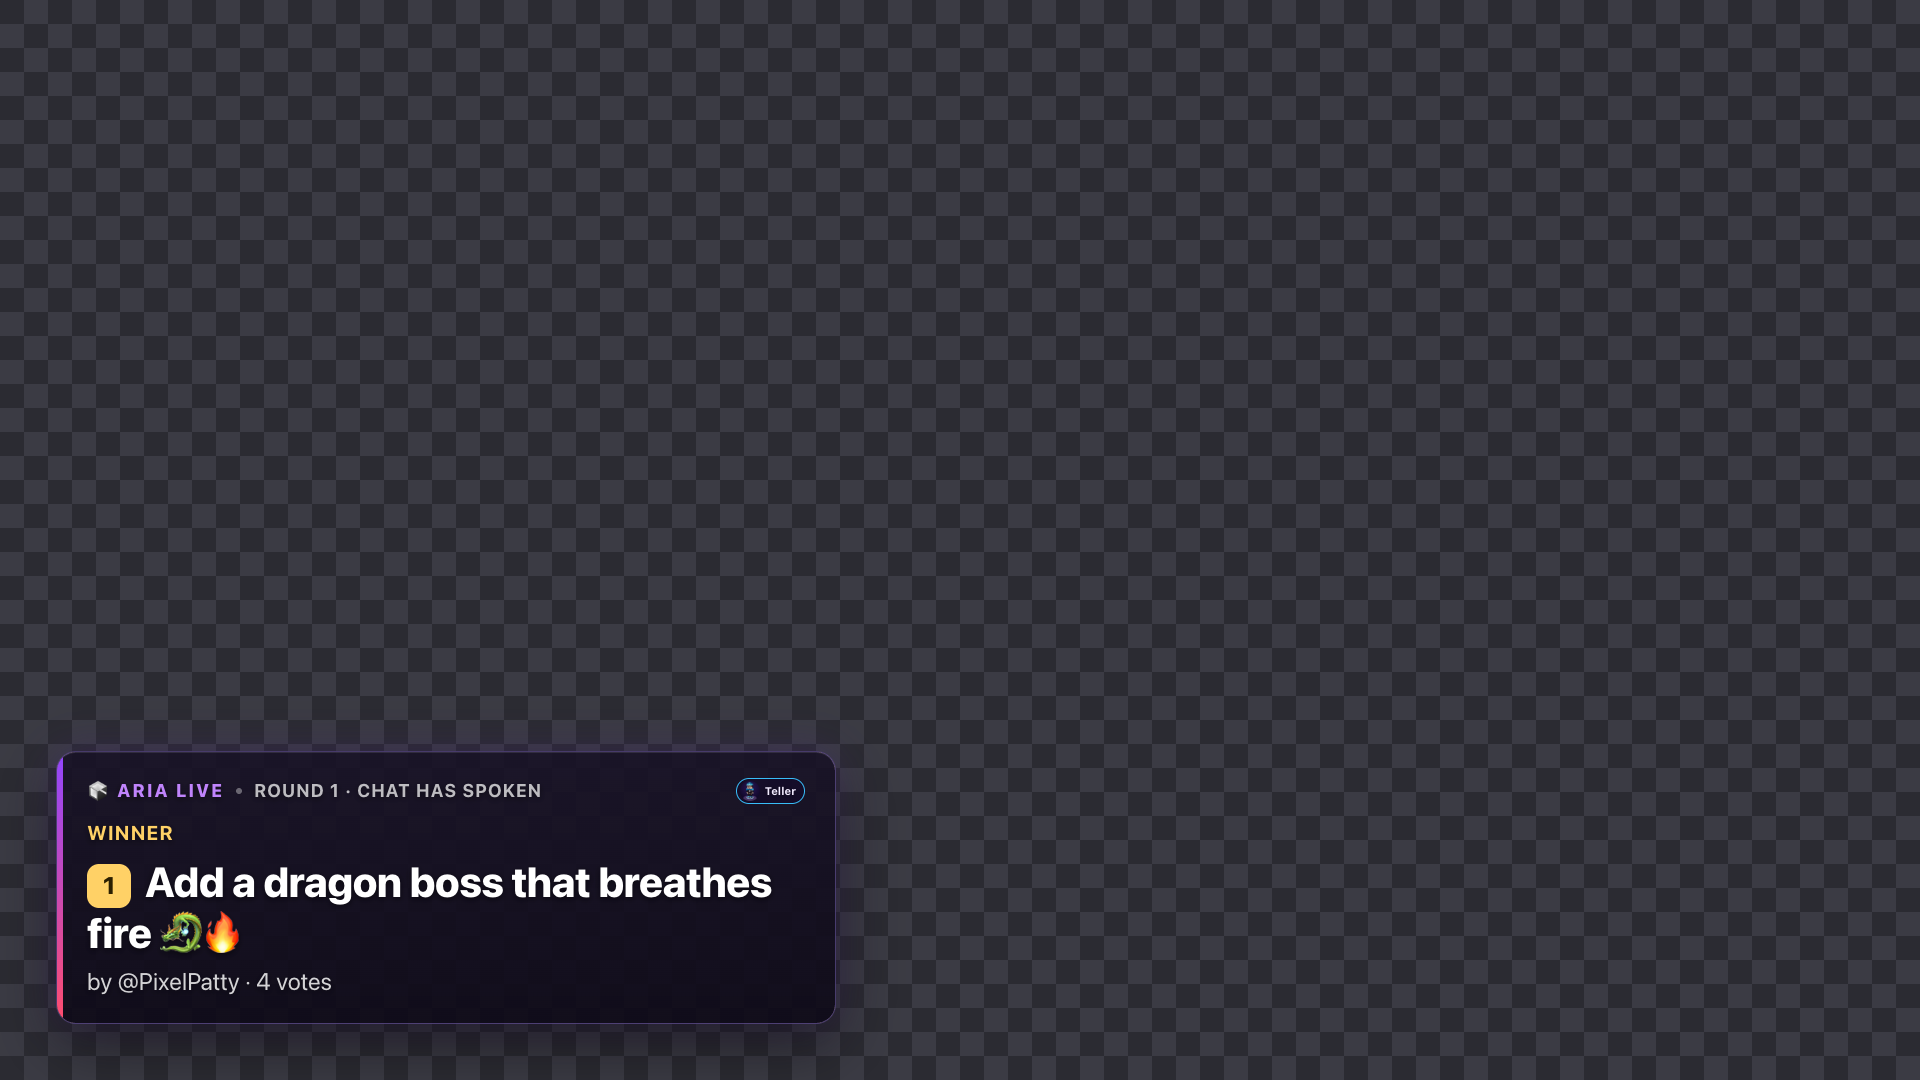 ARIA LIVE • ROUND 1 · CHAT HAS SPOKEN
Teller
WINNER
1 Add a dragon boss that breathes
fire 🐉🔥
by @PixelPatty · 4 votes